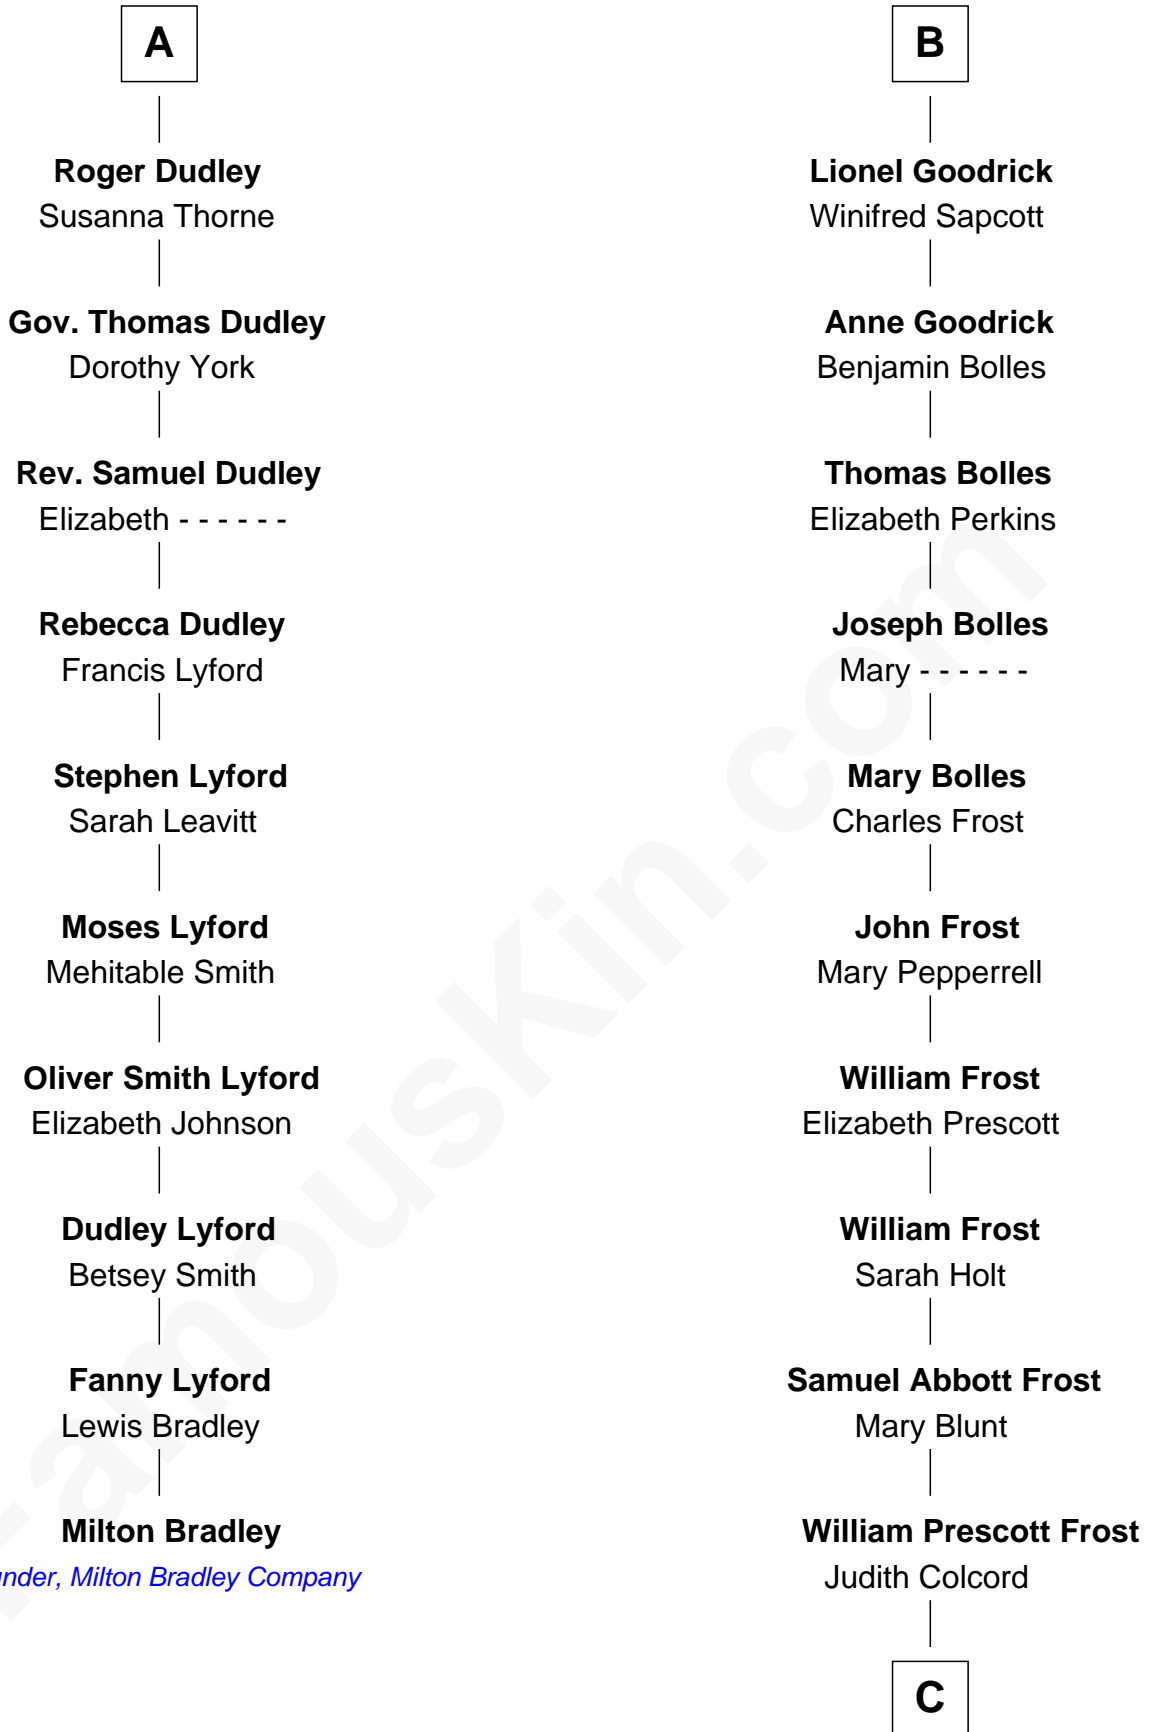 A
Roger Dudley
Susanna Thorne
Gov. Thomas Dudley
Dorothy York
Rev. Samuel Dudley
Elizabeth - - - - - -
Rebecca Dudley
Francis Lyford
Stephen Lyford
Sarah Leavitt
Moses Lyford
Mehitable Smith
Oliver Smith Lyford
Elizabeth Johnson
Dudley Lyford
Betsey Smith
Fanny Lyford
Lewis Bradley
Milton Bradley
under, Milton Bradley Company
B
Lionel Goodrick
Winifred Sapcott
Anne Goodrick
Benjamin Bolles
Thomas Bolles
Elizabeth Perkins
Joseph Bolles
Mary - - - - - -
Mary Bolles
Charles Frost
John Frost
Mary Pepperrell
William Frost
Elizabeth Prescott
William Frost
Sarah Holt
Samuel Abbott Frost
Mary Blunt
William Prescott Frost
Judith Colcord
C
FamousKin.com